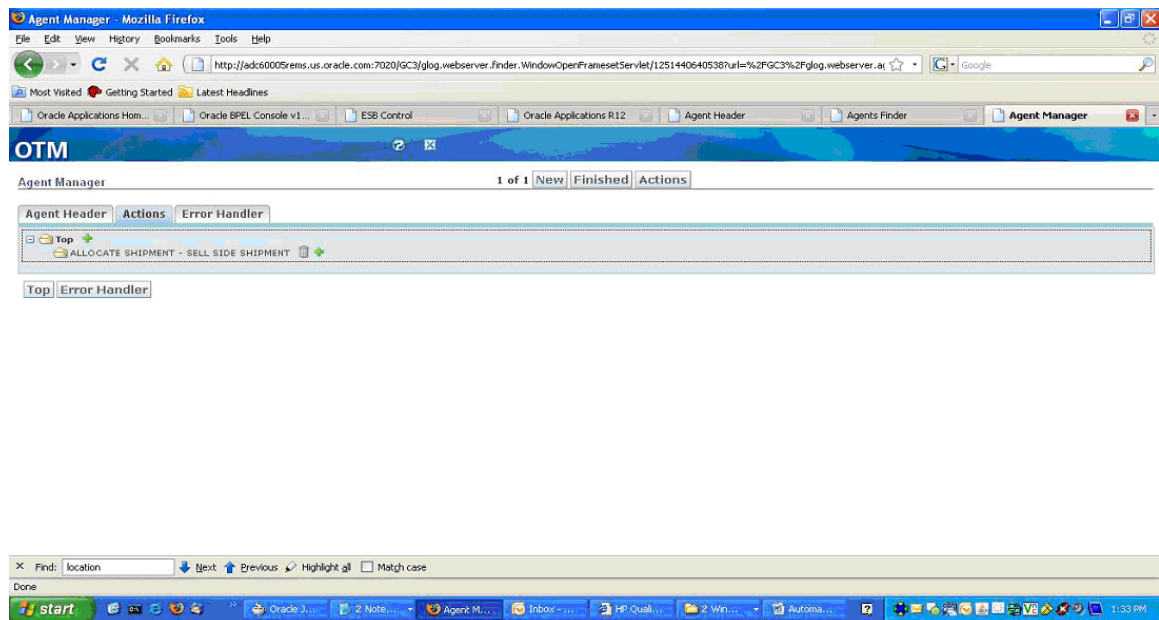 Agent Manager - Mozilla Firefox
File Edit View History Bookmarks Tools Help
http://adc60005rems.us.oracle.com:7020/GC3/glog.webserver.finder.WindowOpenFramesetServlet/1251440640538?url=%2FGC3%2Fglog.webserver.a Google
Most Visited Getting Started Latest Headlines
Oracle Applications Hom... Oracle BPEL Console v1... ESB Control Oracle Applications R12 Agent Header Agents Finder Agent Manager
OTM
Agent Manager 1 of 1 New Finished Actions
Agent Header Actions Error Handler
Top
ALLOCATE SHIPMENT - SELL SIDE SHIPMENT
Top Error Handler
Find: location Next Previous Highlight all Match case
Done
start Oracle J... 2 Note... Agent M... Inbox - ... HP Quali... 2 Win... Automa... 1:33 PM